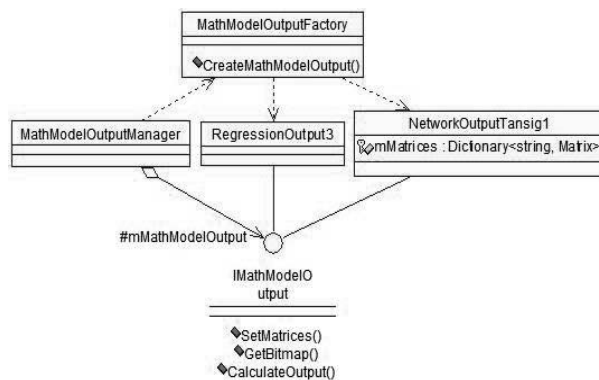 MathModelOutputFactory
CreateMathModelOutput()
MathModelOutputManager
RegressionOutput3
NetworkOutputTansig1
mMatrices : Dictionary<string, Matrix>
#mMathModelOutput
IMathModelO
utput
SetMatrices()
GetBitmap()
CalculateOutput()